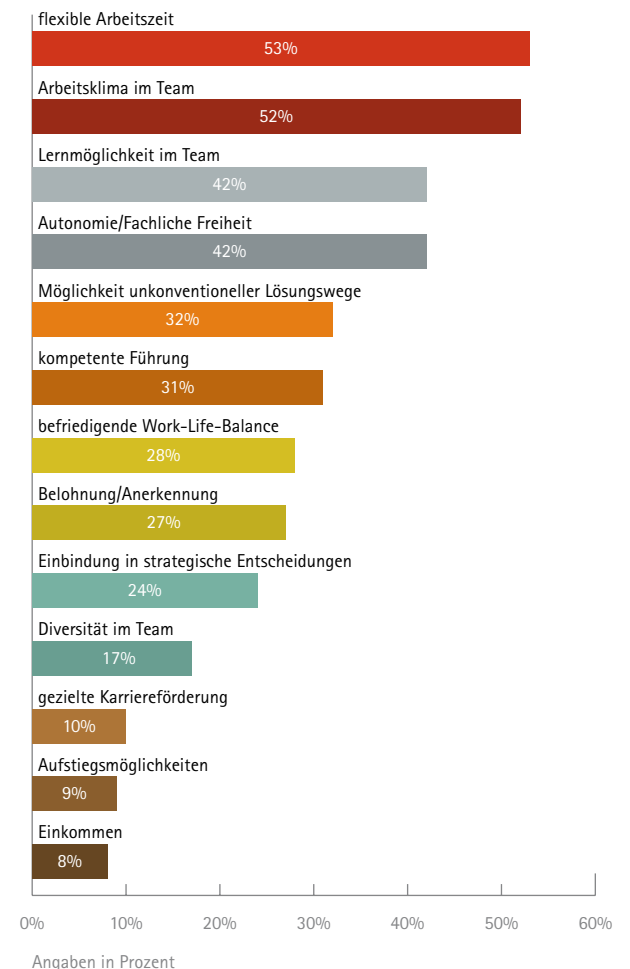 flexible Arbeitszeit
53%
Arbeitsklima im Team
52%
Lernmöglichkeit im Team
42%
Autonomie/Fachliche Freiheit
42%
Möglichkeit unkonventioneller Lösungswege
32%
kompetente Führung
31%
befriedigende Work-Life-Balance
28%
Belohnung/Anerkennung
27%
Einbindung in strategische Entscheidungen
24%
Diversität im Team
17%
gezielte Karriereförderung
10%
Aufstiegsmöglichkeiten
9%
Einkommen
8%
0% 10% 20% 30% 40% 50% 60%
Angaben in Prozent